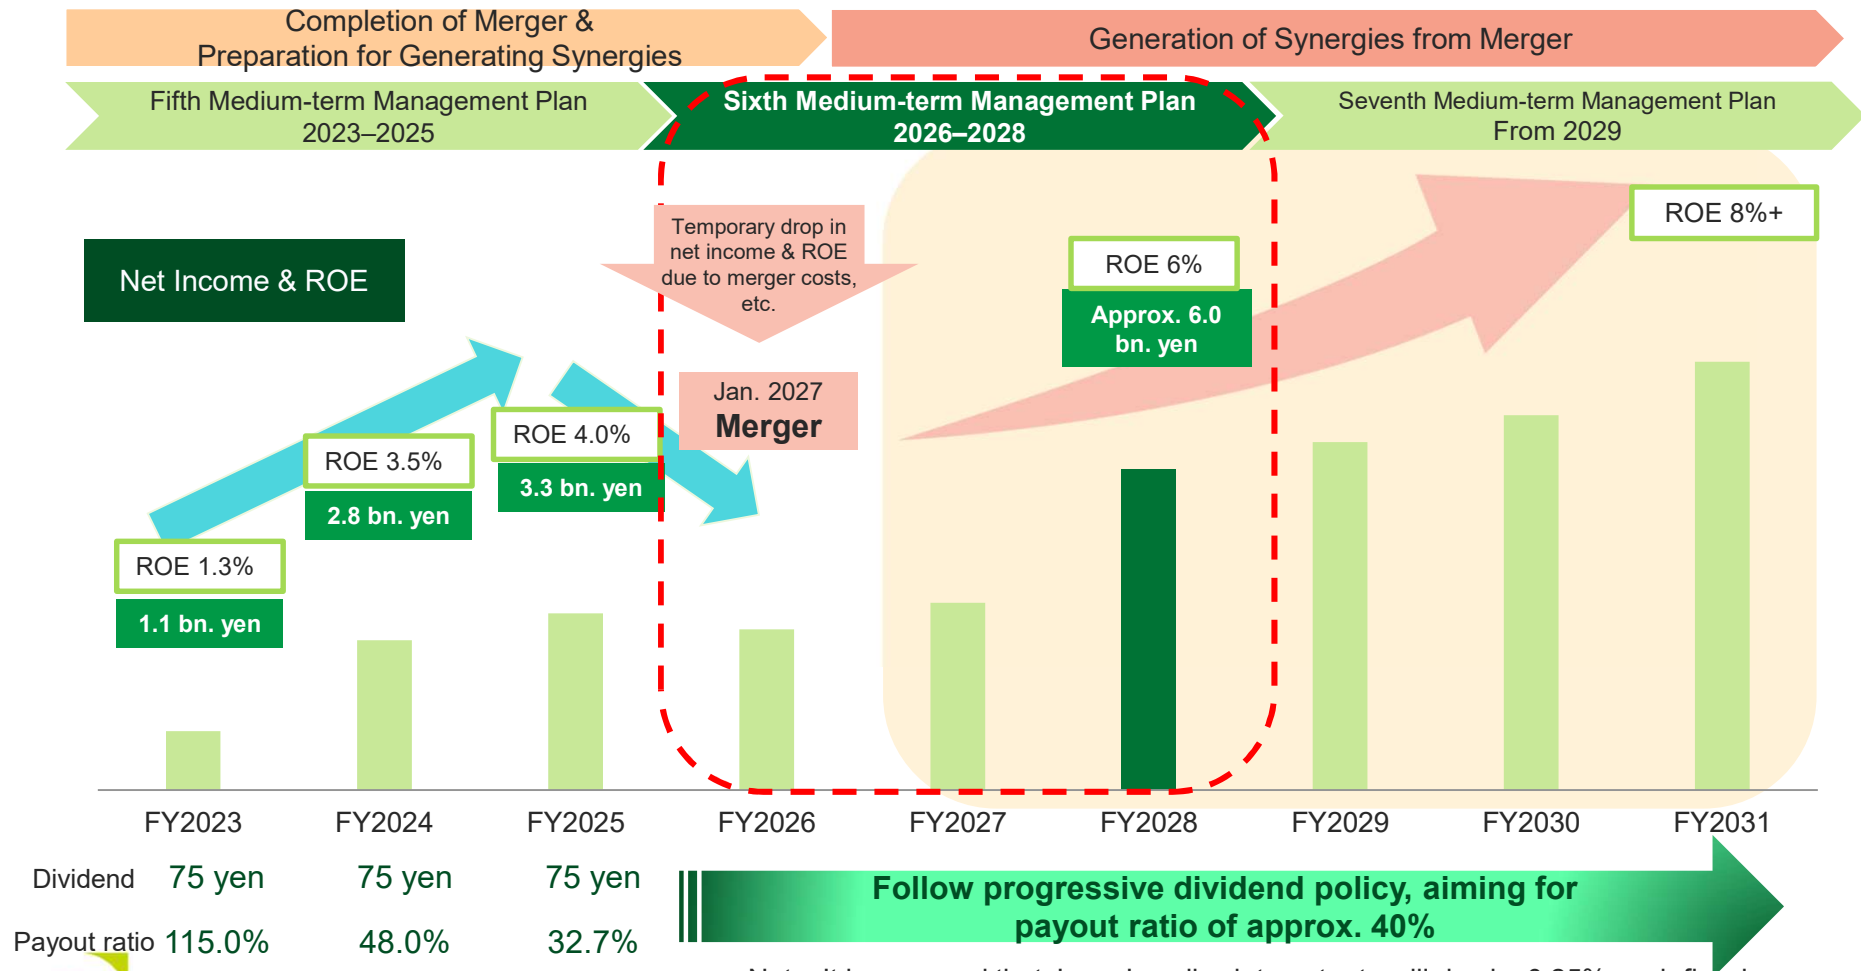 Completion of Merger &
Preparation for Generating Synergies
Generation of Synergies from Merger
Fifth Medium-term Management Plan
2023–2025
Sixth Medium-term Management Plan
2026–2028
Seventh Medium-term Management Plan
From 2029
Net Income & ROE
Temporary drop in
net income & ROE
due to merger costs,
etc.
Jan. 2027
Merger
ROE 1.3%
1.1 bn. yen
ROE 3.5%
2.8 bn. yen
ROE 4.0%
3.3 bn. yen
ROE 6%
Approx. 6.0
bn. yen
ROE 8%+
FY2023 FY2024 FY2025 FY2026 FY2027 FY2028 FY2029 FY2030 FY2031
Dividend 75 yen 75 yen 75 yen
Payout ratio 115.0% 48.0% 32.7%
Follow progressive dividend policy, aiming for
payout ratio of approx. 40%